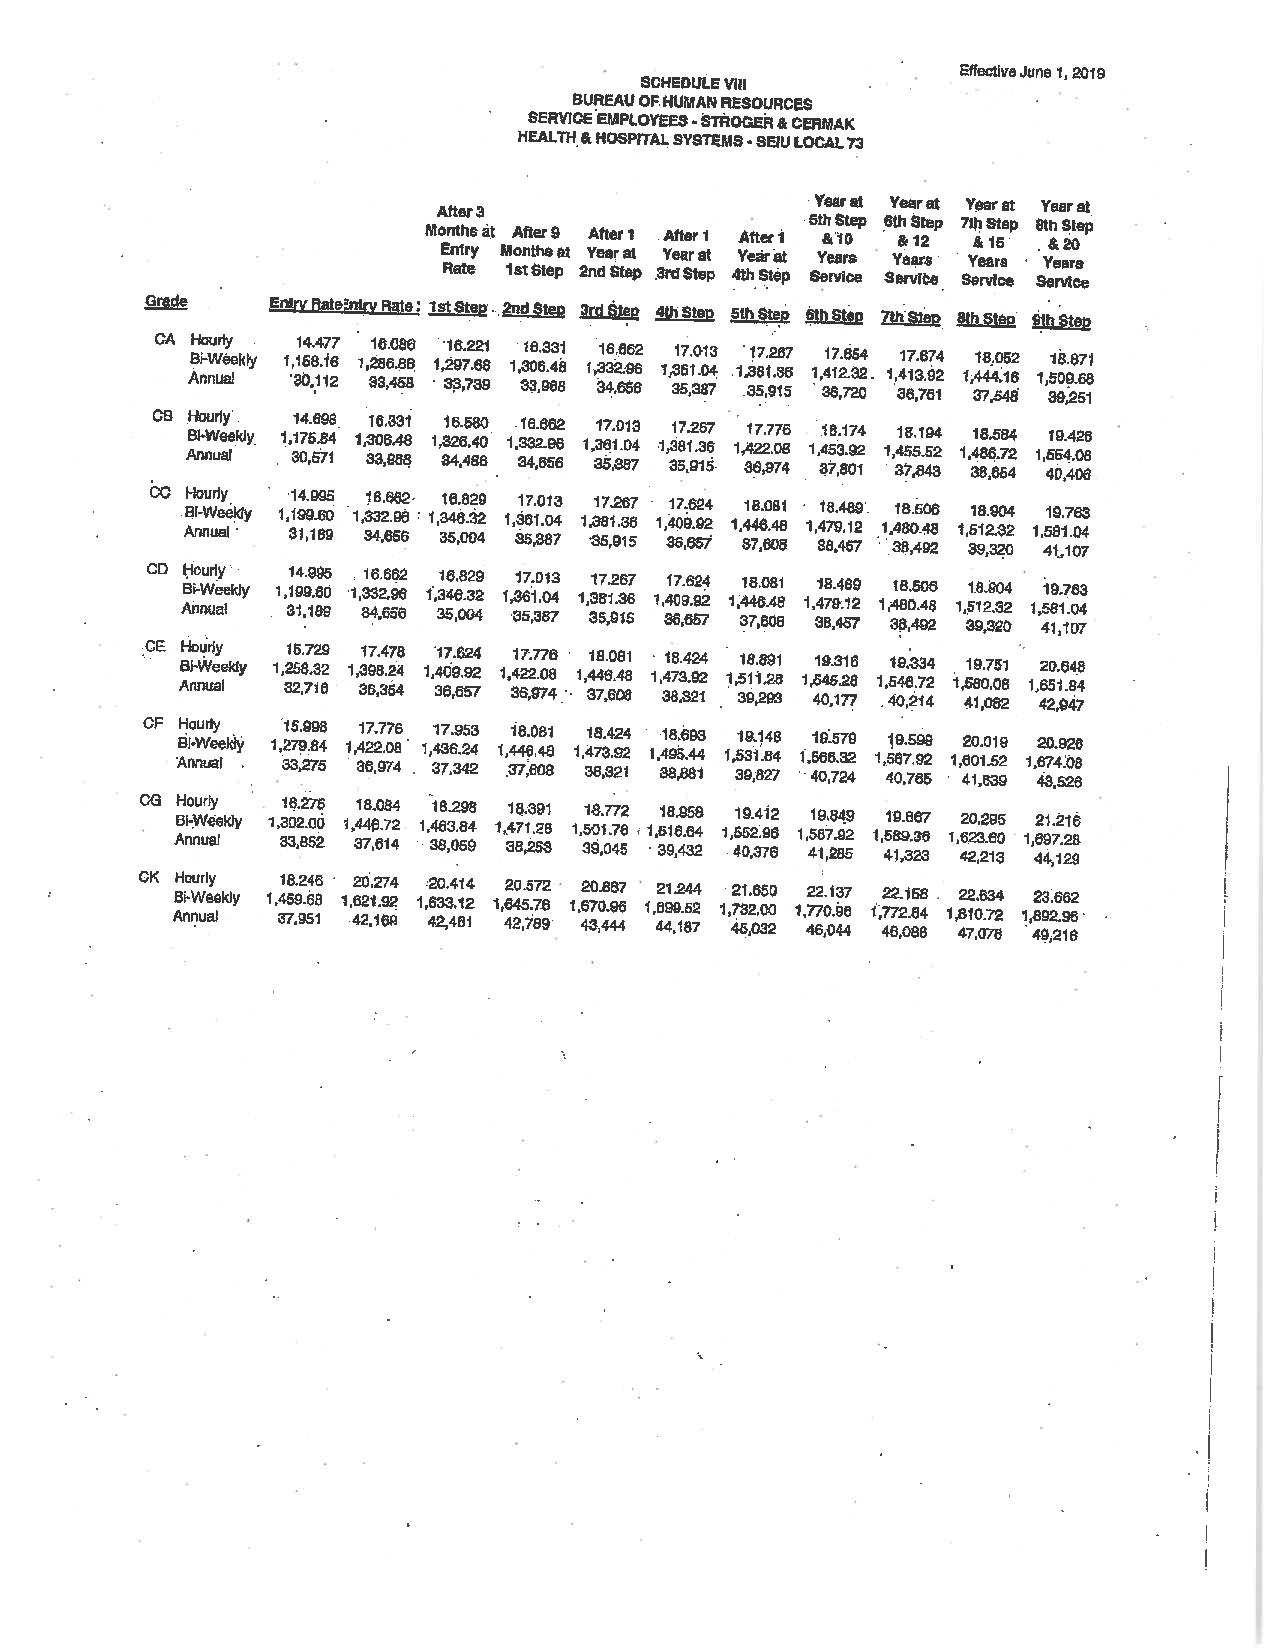 Effective June 1, 2019
SCHEDULE VIII
BUREAU OF HUMAN RESOURCES
SERVICE EMPLOYEES - STROGER & CERMAK
HEALTH & HOSPITAL SYSTEMS - SEIU LOCAL 73
Year at Year at Year at Year at
After 3 5th Step 6th Step 7th Step 8th Step
Months at After 9 After 1 After 1 After 1 & 10 & 12 & 15 & 20
Entry Months at Year at Year at Year at Years Years Years Years
Rate 1st Step 2nd Step 3rd Step 4th Step Service Service Service Service
Grade Entry Rate Entry Rate 1st Step 2nd Step 3rd Step 4th Step 5th Step 6th Step 7th Step 8th Step 9th Step
CA Hourly 14.477 16.086 16.221 16.331 16.662 17.013 17.267 17.654 17.674 18.052 18.871
Bi-Weekly 1,158.16 1,286.88 1,297.68 1,306.48 1,332.96 1,361.04 1,381.36 1,412.32 1,413.92 1,444.16 1,509.68
Annual 30,112 33,458 33,739 33,968 34,656 35,387 35,915 36,720 36,761 37,548 39,251
CB Hourly 14.698 16.331 16.580 16.662 17.013 17.267 17.776 18.174 18.194 18.584 19.426
Bi-Weekly 1,175.84 1,306.48 1,326.40 1,332.96 1,361.04 1,381.36 1,422.08 1,453.92 1,455.52 1,486.72 1,554.08
Annual 30,571 33,968 34,486 34,656 35,387 35,915 36,974 37,801 37,843 38,654 40,406
CC Hourly 14.995 16.662 16.829 17.013 17.267 17.624 18.081 18.489 18.506 18.904 19.763
Bi-Weekly 1,199.60 1,332.96 1,346.32 1,361.04 1,381.36 1,409.92 1,446.48 1,479.12 1,480.48 1,512.32 1,581.04
Annual 31,189 34,656 35,004 35,387 35,915 36,657 37,608 38,457 38,492 39,320 41,107
CD Hourly 14.995 16.662 16.829 17.013 17.267 17.624 18.081 18.489 18.506 18.904 19.763
Bi-Weekly 1,199.60 1,332.96 1,346.32 1,361.04 1,381.36 1,409.92 1,446.48 1,479.12 1,480.48 1,512.32 1,581.04
Annual 31,189 34,656 35,004 35,387 35,915 36,657 37,608 38,457 38,492 39,320 41,107
CE Hourly 15.729 17.478 17.624 17.776 18.081 18.424 18.891 19.316 19.334 19.751 20.648
Bi-Weekly 1,258.32 1,398.24 1,409.92 1,422.08 1,446.48 1,473.92 1,511.28 1,545.28 1,546.72 1,580.08 1,651.84
Annual 32,716 36,354 36,657 36,974 37,608 38,321 39,293 40,177 40,214 41,082 42,947
CF Hourly 15.998 17.776 17.953 18.081 18.424 18.693 19.148 19.579 19.598 20.019 20.926
Bi-Weekly 1,279.84 1,422.08 1,436.24 1,446.48 1,473.92 1,495.44 1,531.84 1,566.32 1,567.92 1,601.52 1,674.08
Annual 33,275 36,974 37,342 37,608 38,321 38,881 39,827 40,724 40,765 41,639 43,526
CG Hourly 16.275 18.084 18.298 18.391 18.772 18.958 19.412 19.849 19.867 20.295 21.216
Bi-Weekly 1,302.00 1,446.72 1,463.84 1,471.28 1,501.76 1,516.64 1,552.96 1,587.92 1,589.36 1,623.60 1,697.28
Annual 33,852 37,614 38,059 38,253 39,045 39,432 40,376 41,285 41,323 42,213 44,129
CK Hourly 18.246 20.274 20.414 20.572 20.887 21.244 21.650 22.137 22.158 22.634 23.662
Bi-Weekly 1,459.68 1,621.92 1,633.12 1,645.76 1,670.96 1,699.52 1,732.00 1,770.96 1,772.64 1,810.72 1,892.96
Annual 37,951 42,169 42,461 42,789 43,444 44,187 45,032 46,044 46,088 47,078 49,216